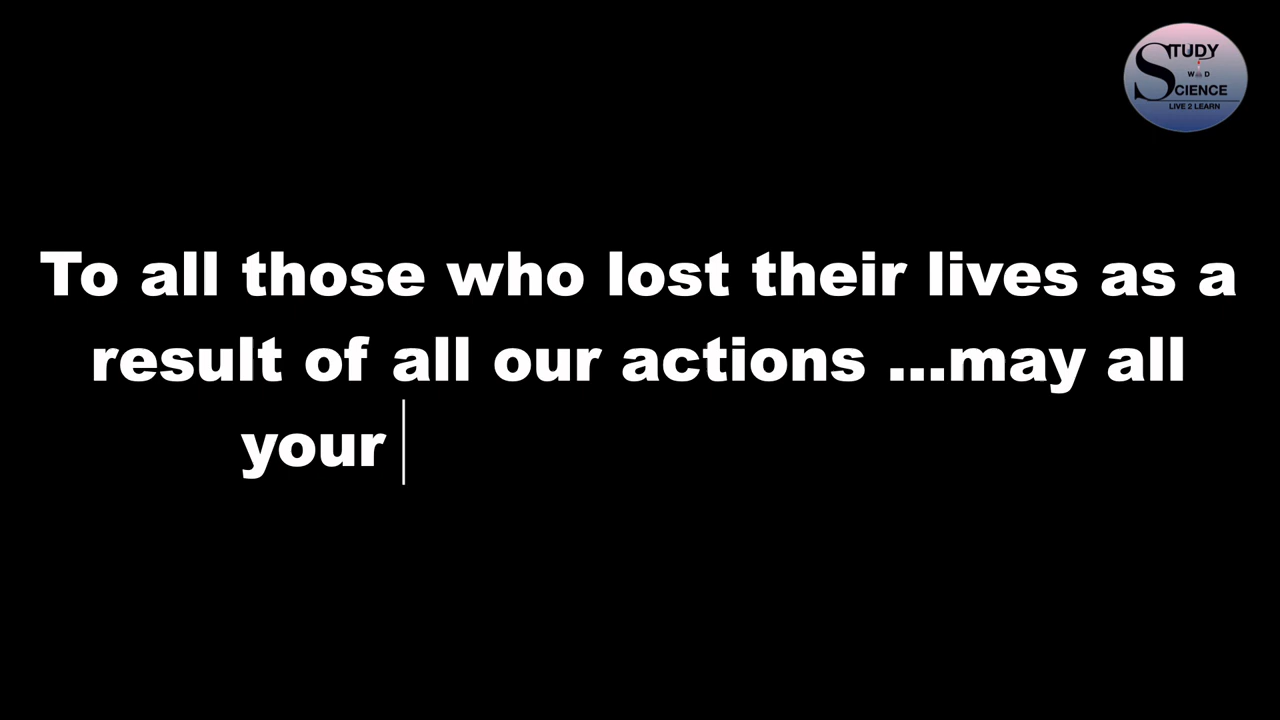 STUDY
SCIENCE
LIVE 2 LEARN
To all those who lost their lives as a
result of all our actions ...may all
your